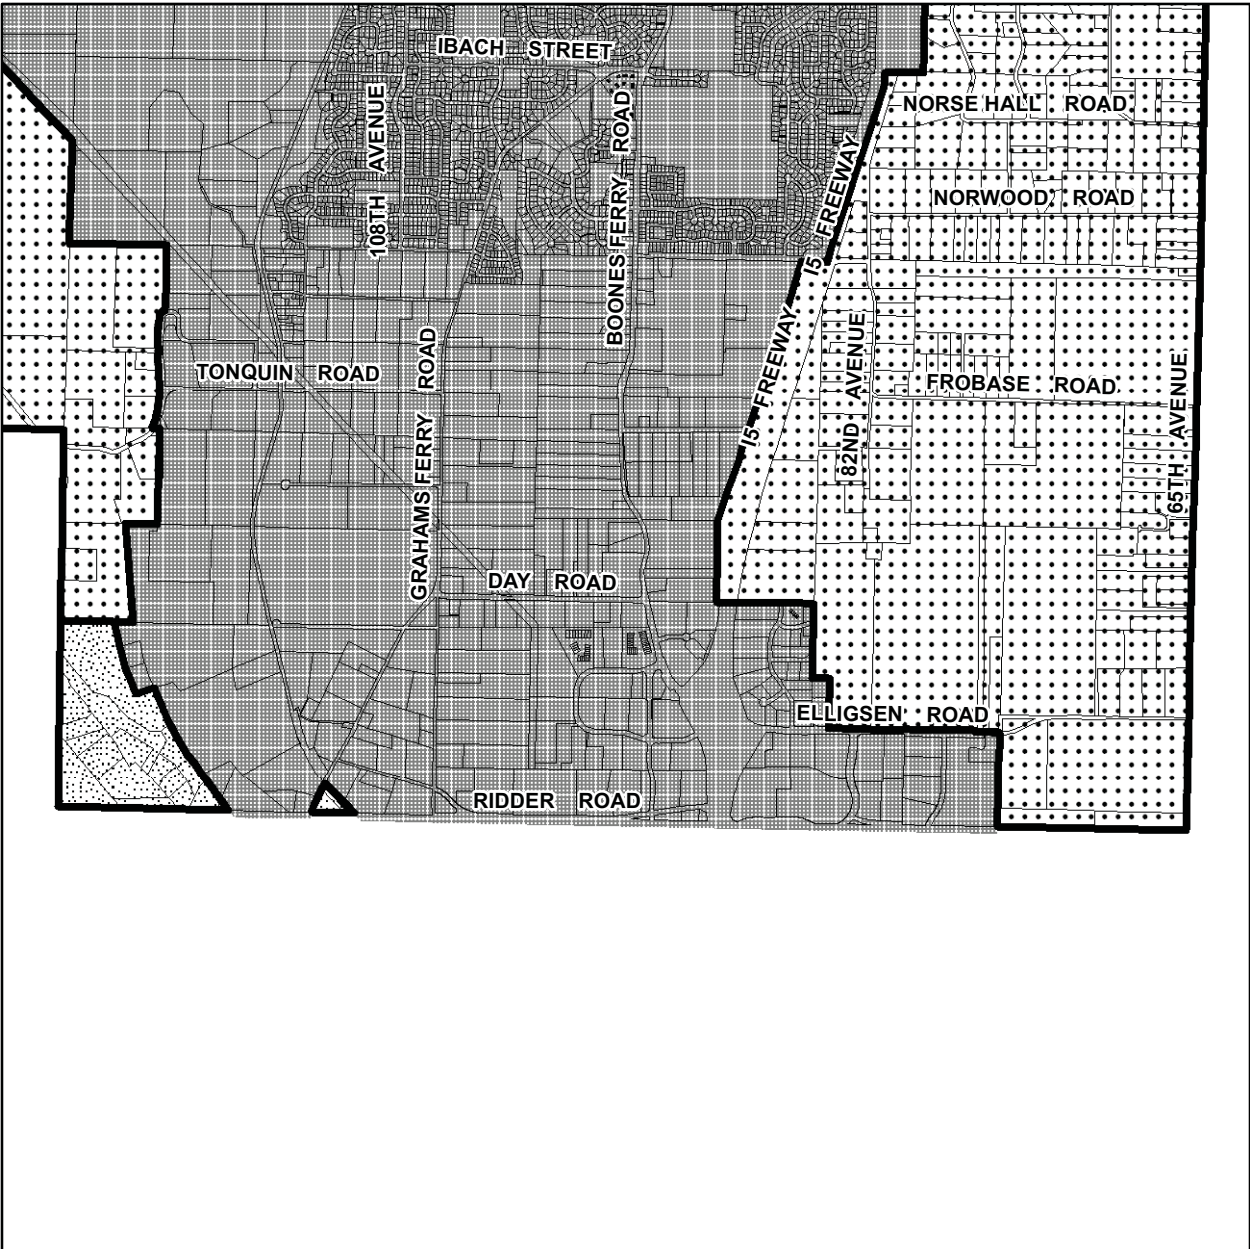 IBACH STREET
108TH AVENUE
BOONES FERRY ROAD
NORSE HALL ROAD
NORWOOD ROAD
I5 FREEWAY
I5 FREEWAY
82ND AVENUE
FROBASE ROAD
65TH AVENUE
TONQUIN ROAD
GRAHAMS FERRY ROAD
DAY ROAD
ELLIGSEN ROAD
RIDDER ROAD